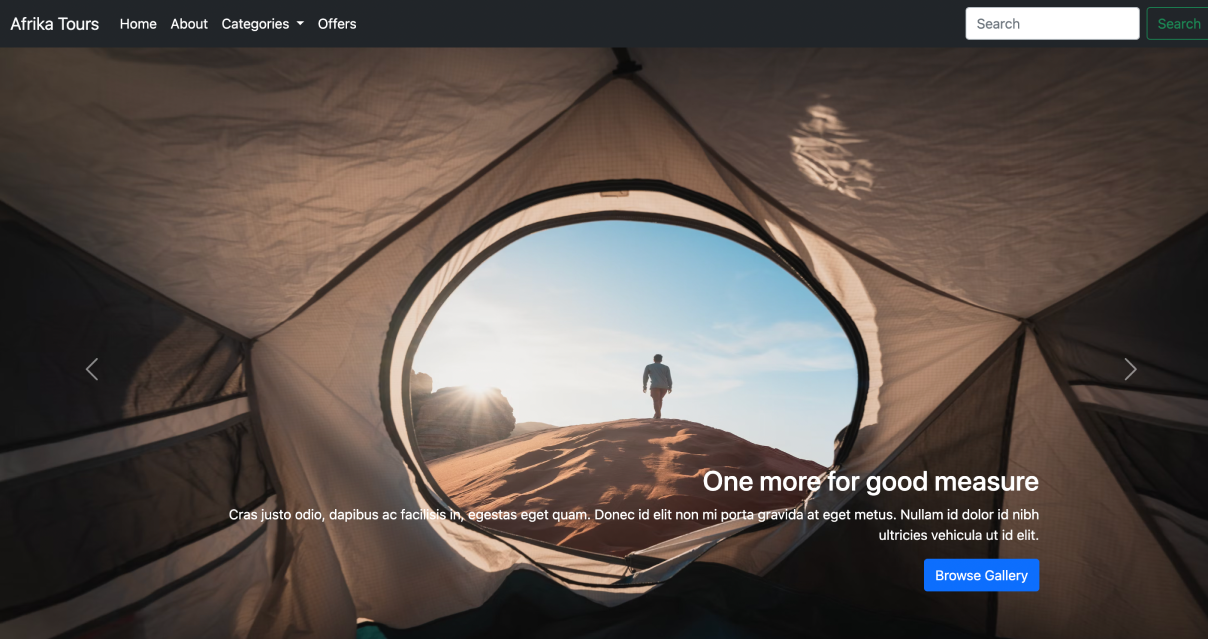 Afrika Tours Home About Categories Offers Search Search
One more for good measure
Cras justo odio, dapibus ac facilisis in, egestas eget quam. Donec id elit non mi porta gravida at eget metus. Nullam id dolor id nibh
ultricies vehicula ut id elit.
Browse Gallery